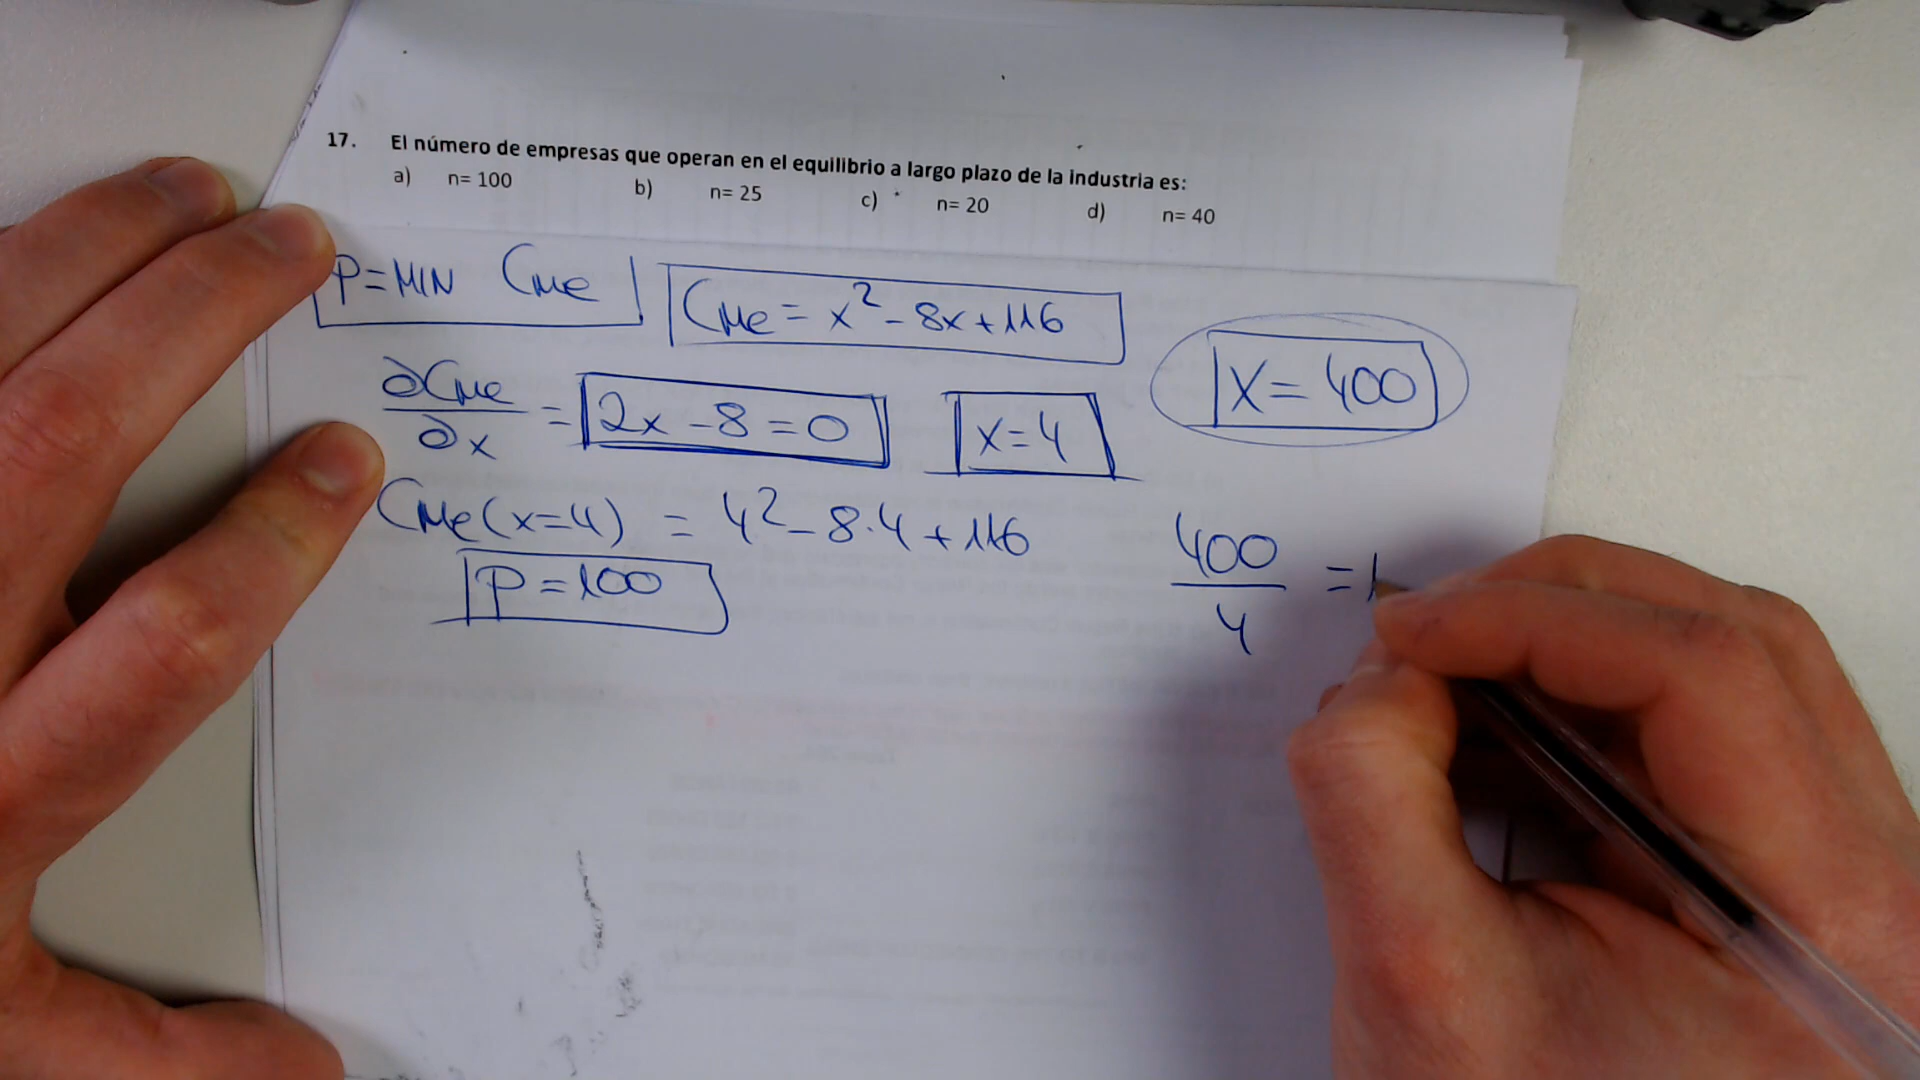 17. El número de empresas que operan en el equilibrio a largo plazo de la industria es:
a) n= 100 b) n= 25 c) n= 20 d) n= 40
P=MIN CMe
CMe = x² - 8x + 116
X = 400
∂CMe/∂x = 2x - 8 = 0
x = 4
CMe(x=4) = 4² - 8·4 + 116
P = 100
400/4 = 1